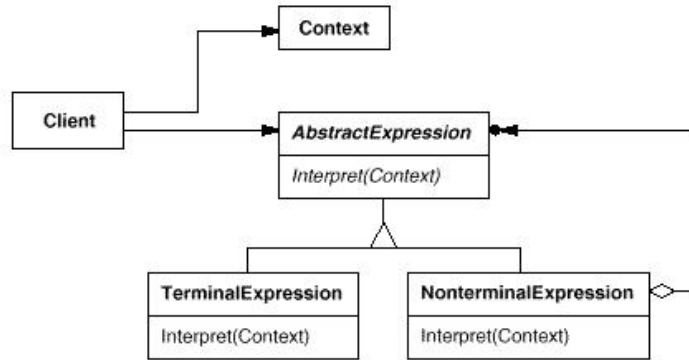 Context
Client
AbstractExpression
Interpret(Context)
TerminalExpression
Interpret(Context)
NonterminalExpression
Interpret(Context)